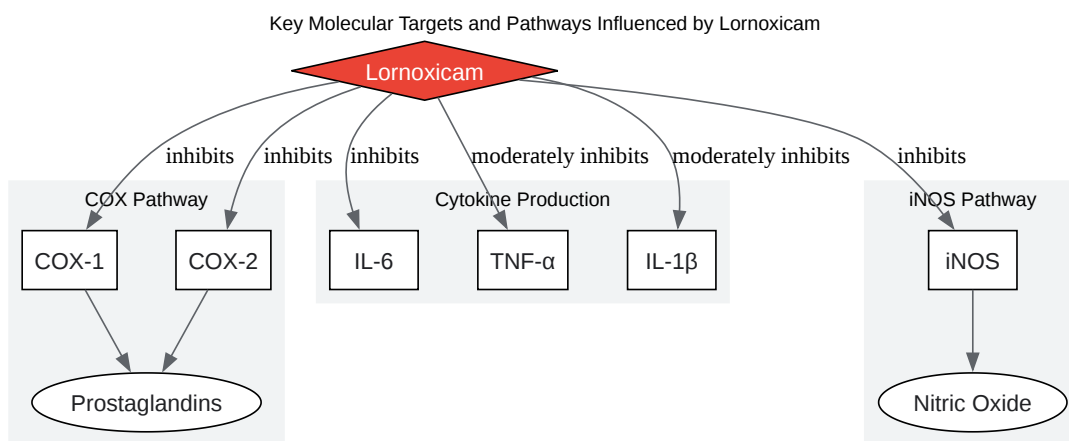 Key Molecular Targets and Pathways Influenced by Lornoxicam
Lornoxicam
inhibits
inhibits
inhibits
moderately inhibits
moderately inhibits
inhibits
COX Pathway
Cytokine Production
iNOS Pathway
COX-1
COX-2
IL-6
TNF-α
IL-1β
iNOS
Prostaglandins
Nitric Oxide